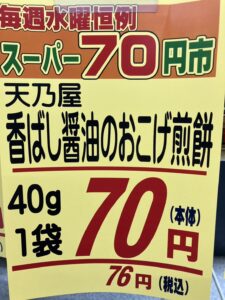 毎週水曜恒例
スーパー70円市
天乃屋
香ばし醤油のおこげ煎餅
40g
1袋
70円
(本体)
76円(税込)